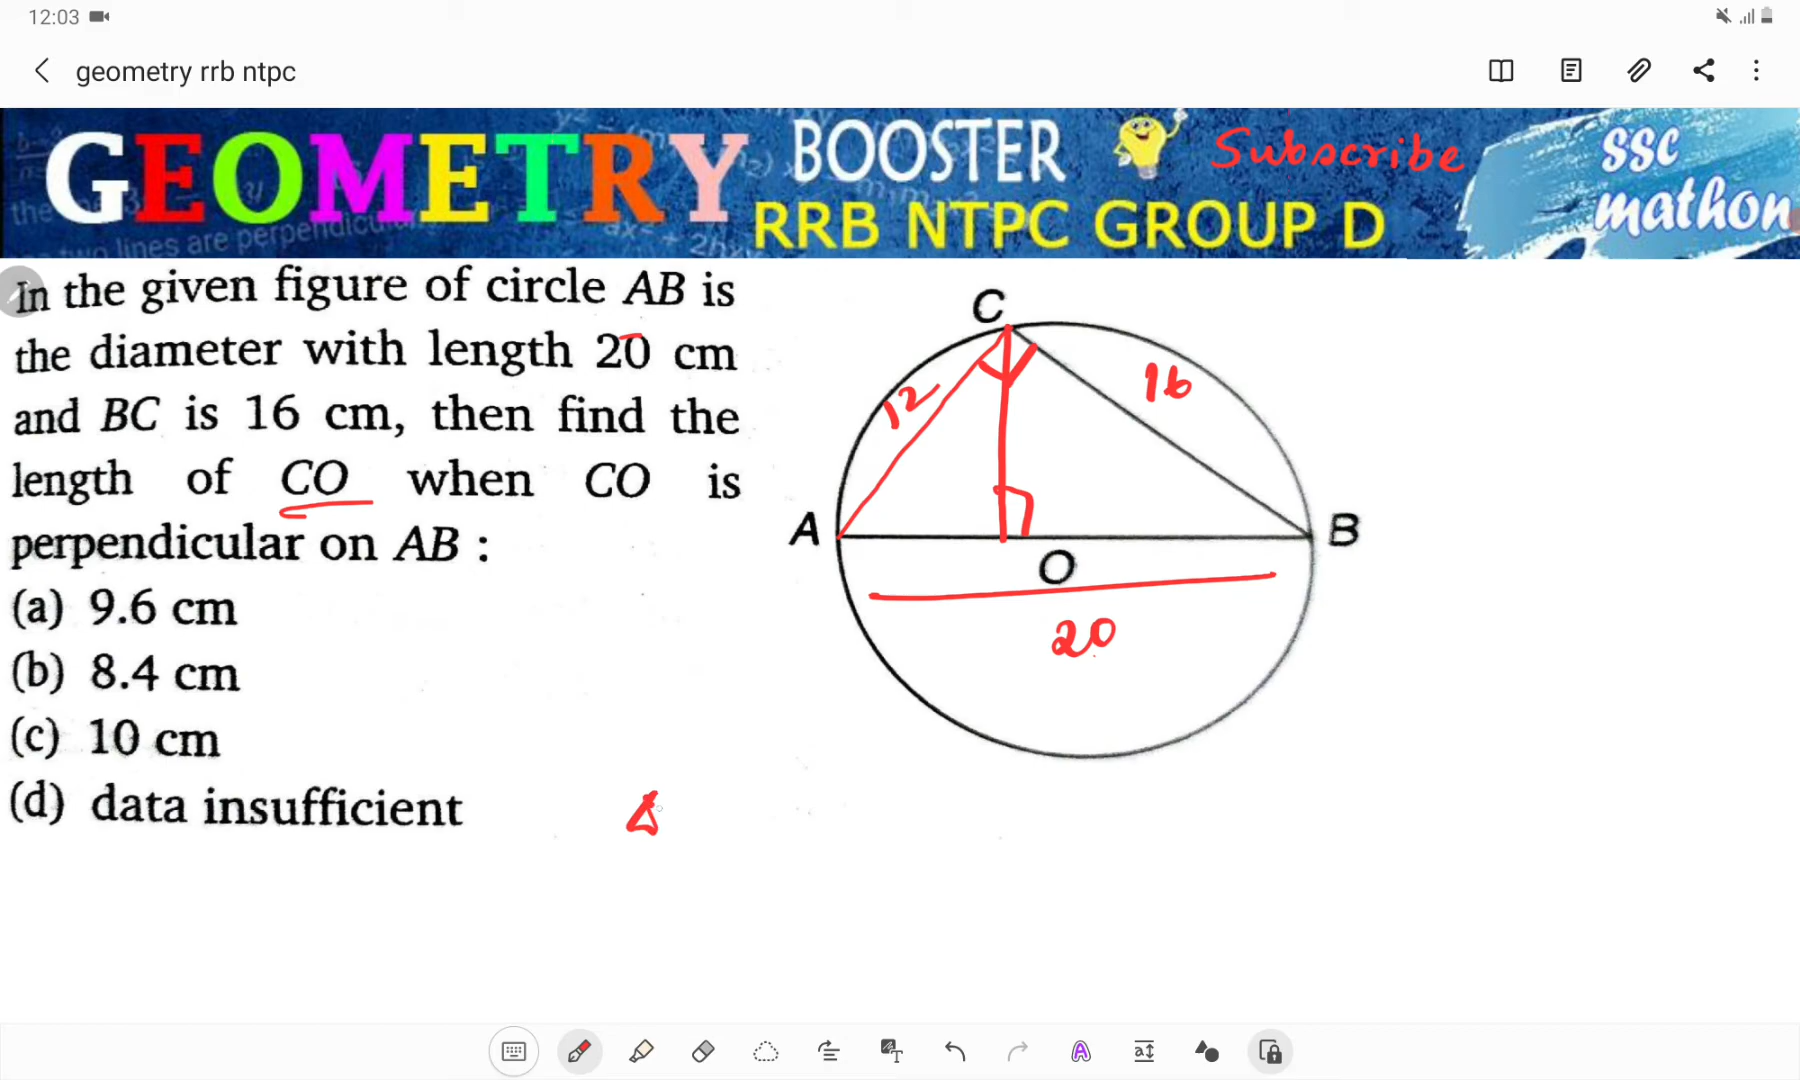 12:03
geometry rrb ntpc
GEOMETRY BOOSTER Subscribe
RRB NTPC GROUP D
SSC
mathon
In the given figure of circle AB is
the diameter with length 20 cm
and BC is 16 cm, then find the
length of CO when CO is
perpendicular on AB :
(a) 9.6 cm
(b) 8.4 cm
(c) 10 cm
(d) data insufficient
C
12
16
A
B
O
20